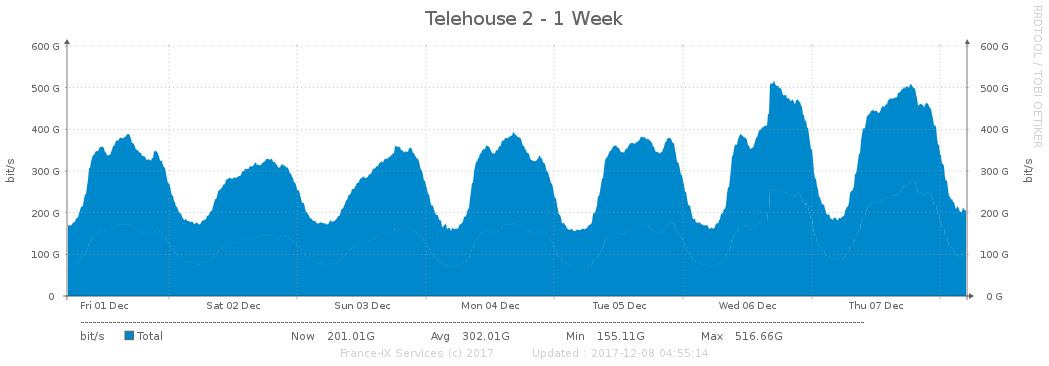 Telehouse 2 - 1 Week
RRDTOOL / TOBI OETIKER
600 G 600 G
500 G 500 G
400 G 400 G
300 G 300 G
200 G 200 G
100 G 100 G
0 0 G
bit/s bit/s
Fri 01 Dec Sat 02 Dec Sun 03 Dec Mon 04 Dec Tue 05 Dec Wed 06 Dec Thu 07 Dec
bit/s Total Now 201.01G Avg 302.01G Min 155.11G Max 516.66G
France-IX Services (c) 2017 Updated : 2017-12-08 04:55:14